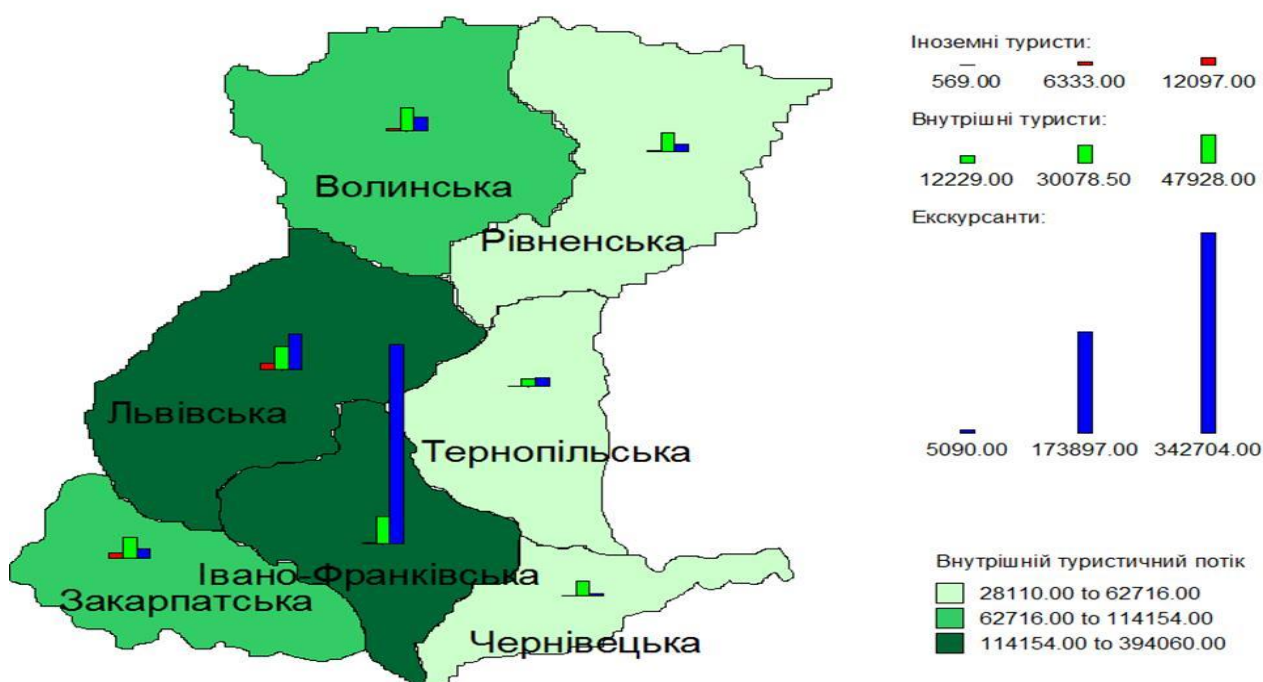 Волинська
Рівненська
Львівська
Тернопільська
Івано-Франківська
Закарпатська
Чернівецька
Іноземні туристи:
569.00 6333.00 12097.00
Внутрішні туристи:
12229.00 30078.50 47928.00
Екскурсанти:
5090.00 173897.00 342704.00
Внутрішній туристичний потік
28110.00 to 62716.00
62716.00 to 114154.00
114154.00 to 394060.00